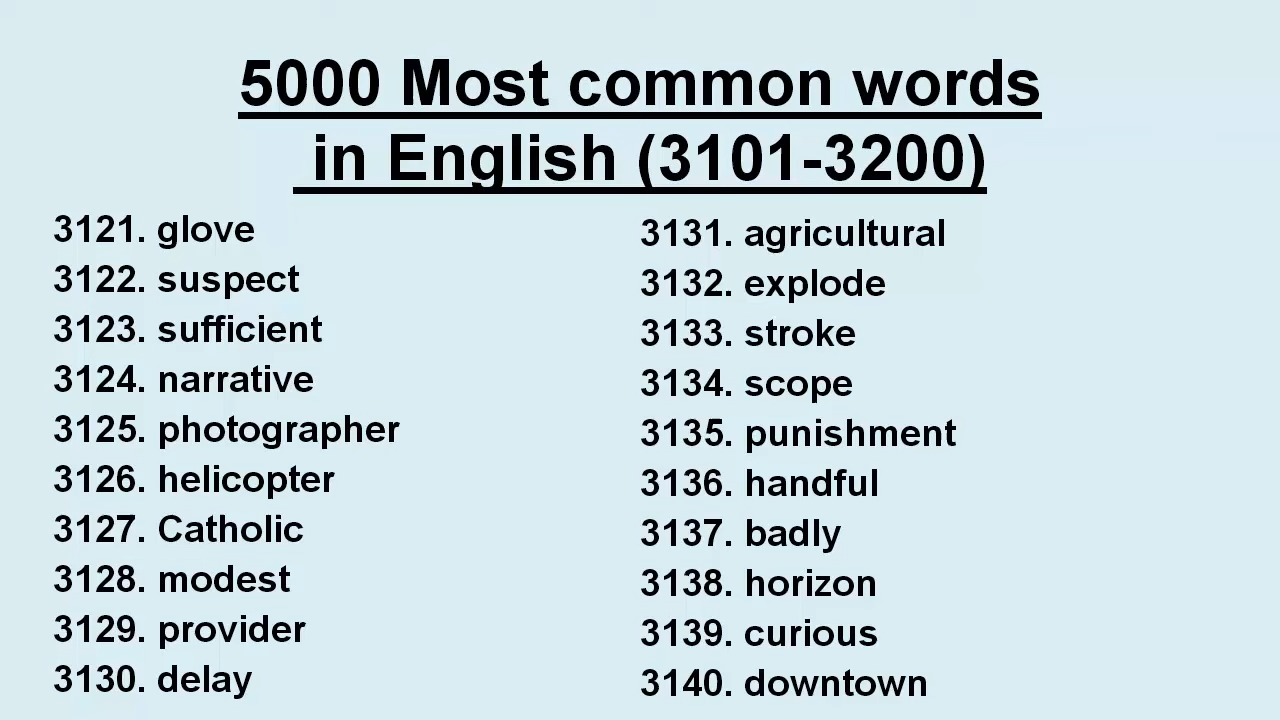 5000 Most common words
in English (3101-3200)
3121. glove
3122. suspect
3123. sufficient
3124. narrative
3125. photographer
3126. helicopter
3127. Catholic
3128. modest
3129. provider
3130. delay
3131. agricultural
3132. explode
3133. stroke
3134. scope
3135. punishment
3136. handful
3137. badly
3138. horizon
3139. curious
3140. downtown